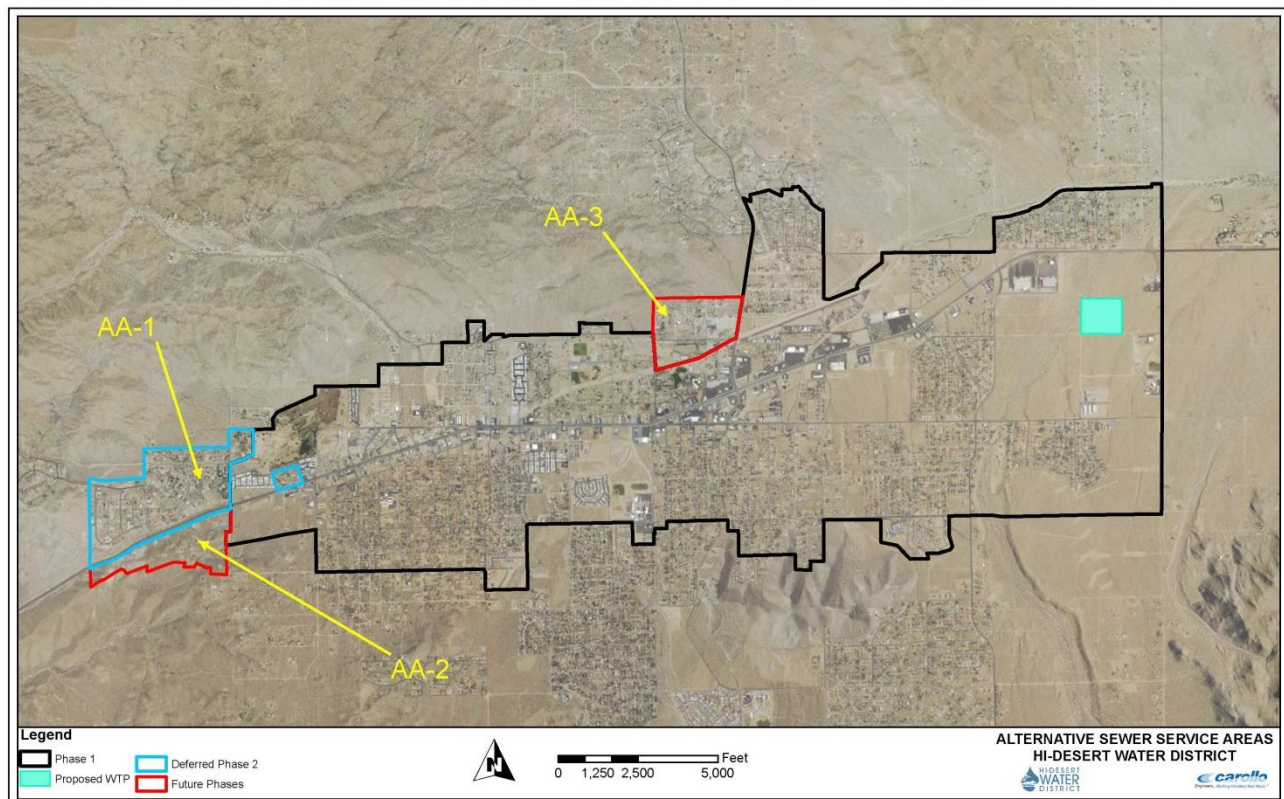 AA-3
AA-1
AA-2
Legend
Phase 1
Proposed WTP
Deferred Phase 2
Future Phases
N
Feet
0 1,250 2,500 5,000
ALTERNATIVE SEWER SERVICE AREAS
HI-DESERT WATER DISTRICT
HI-DESERT
WATER
DISTRICT
carollo